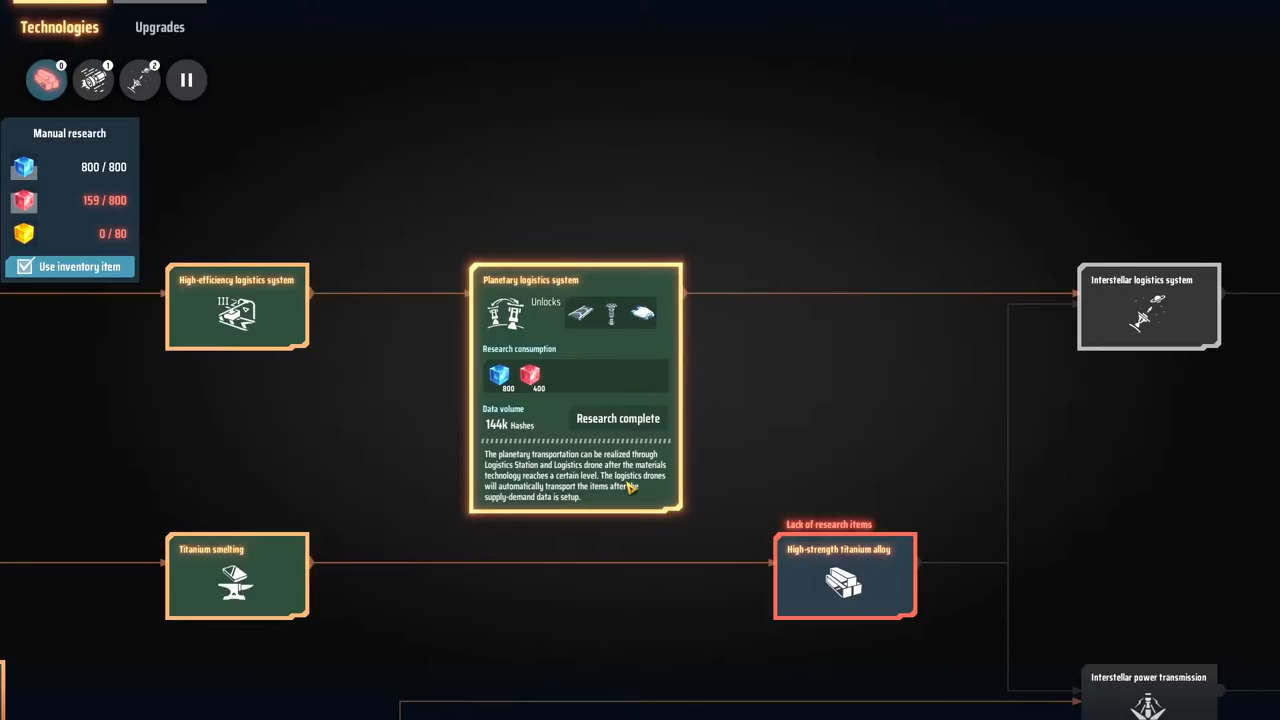 Technologies
Upgrades
0
1
2
Manual research
800 / 800
159 / 800
0 / 80
Use inventory item
High-efficiency logistics system
III
Planetary logistics system
Unlocks
Research consumption
800
400
Data volume
144k Hashes
Research complete
The planetary transportation can be realized through
Logistics Station and Logistics drone after the materials
technology reaches a certain level. The logistics drones
will automatically transport the items after the
supply-demand data is setup.
Interstellar logistics system
Titanium smelting
Lack of research items
High-strength titanium alloy
Interstellar power transmission